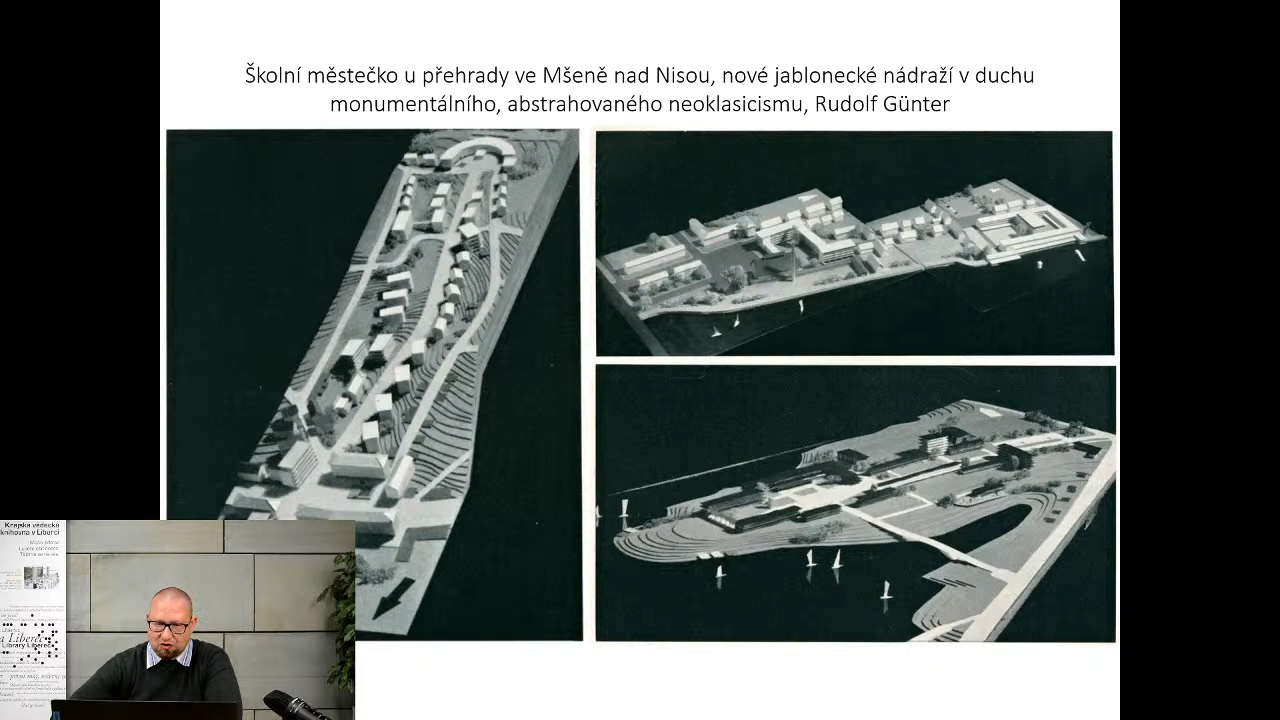 Školní městečko u přehrady ve Mšeně nad Nisou, nové jablonecké nádraží v duchu
monumentálního, abstrahovaného neoklasicismu, Rudolf Günter
Krajská vědecká
knihovna v Liberci
Liberec
Library Liberec